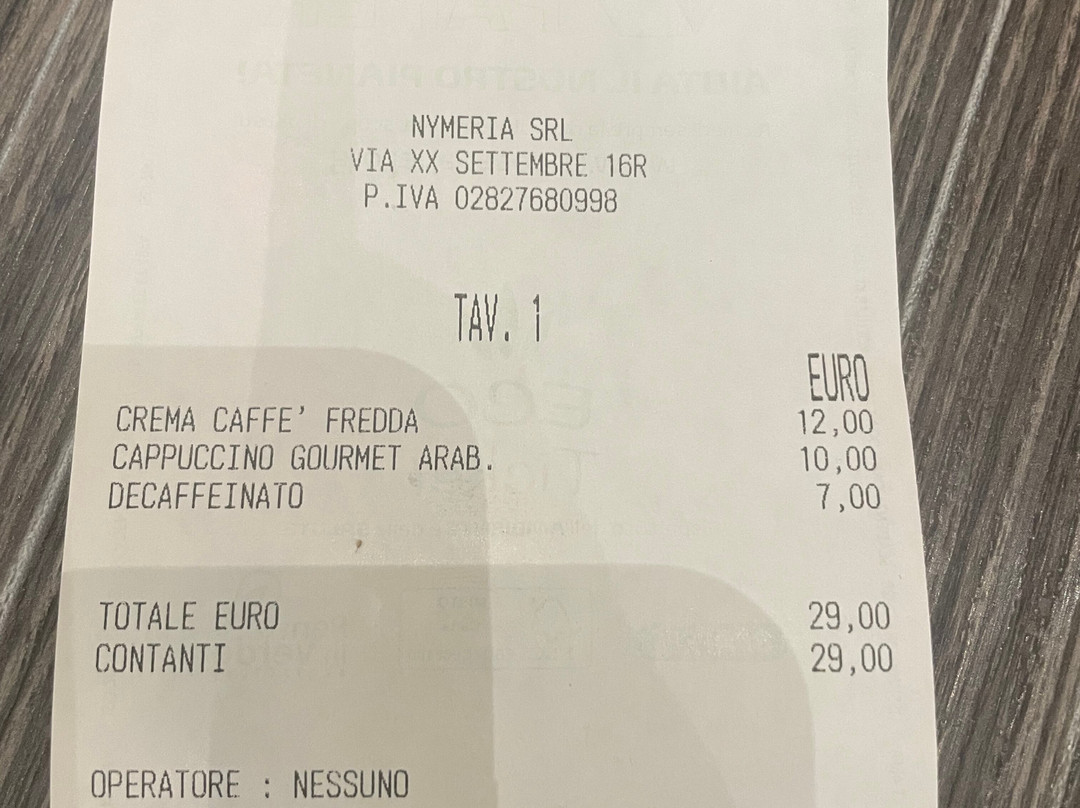 NYMERIA SRL
VIA XX SETTEMBRE 16R
P.IVA 02827680998
TAV. 1
EURO
CREMA CAFFE' FREDDA 12,00
CAPPUCCINO GOURMET ARAB. 10,00
DECAFFEINATO 7,00
TOTALE EURO 29,00
CONTANTI 29,00
OPERATORE : NESSUNO